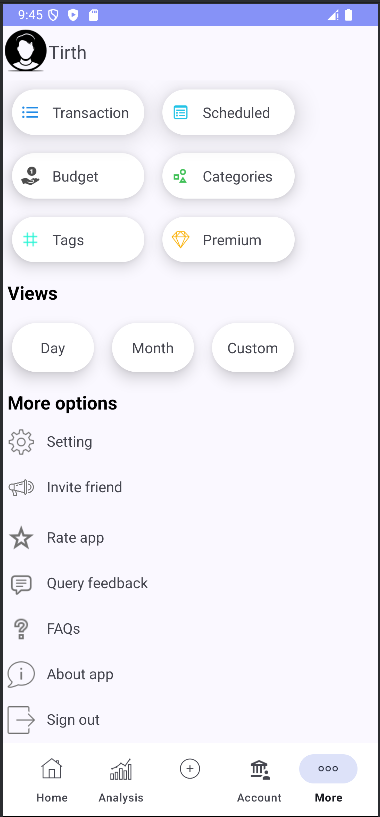 9:45
Tirth
Transaction Scheduled
Budget Categories
Tags Premium
Views
Day Month Custom
More options
Setting
Invite friend
Rate app
Query feedback
FAQs
About app
Sign out
Home Analysis Account More